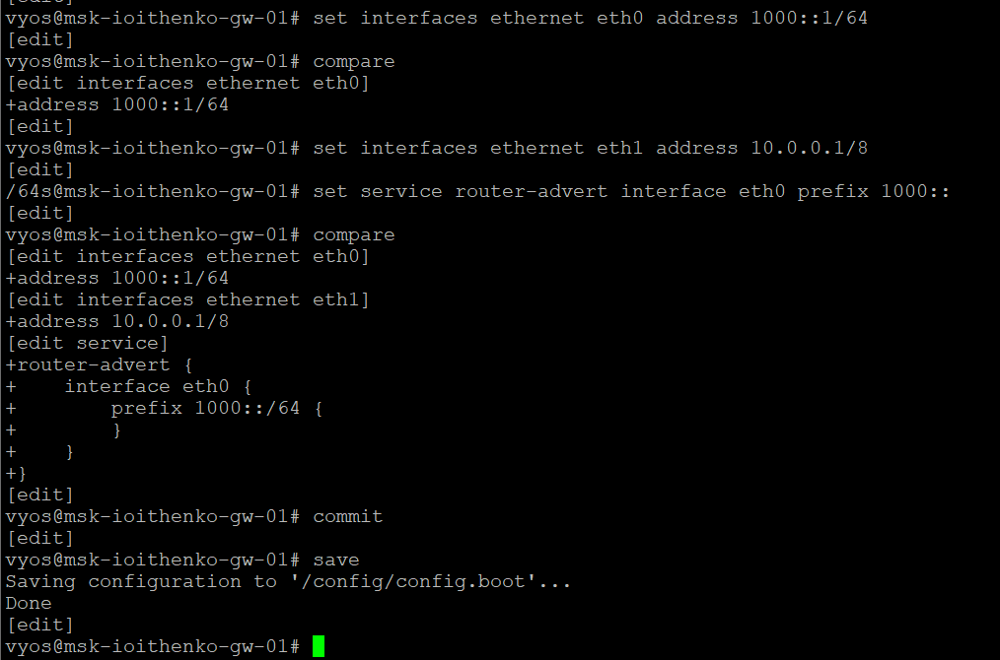 [edit]
vyos@msk-ioithenko-gw-01# set interfaces ethernet eth0 address 1000::1/64
[edit]
vyos@msk-ioithenko-gw-01# compare
[edit interfaces ethernet eth0]
+address 1000::1/64
[edit]
vyos@msk-ioithenko-gw-01# set interfaces ethernet eth1 address 10.0.0.1/8
[edit]
/64s@msk-ioithenko-gw-01# set service router-advert interface eth0 prefix 1000::
[edit]
vyos@msk-ioithenko-gw-01# compare
[edit interfaces ethernet eth0]
+address 1000::1/64
[edit interfaces ethernet eth1]
+address 10.0.0.1/8
[edit service]
+router-advert {
+    interface eth0 {
+        prefix 1000::/64 {
+        }
+    }
+}
[edit]
vyos@msk-ioithenko-gw-01# commit
[edit]
vyos@msk-ioithenko-gw-01# save
Saving configuration to '/config/config.boot'...
Done
[edit]
vyos@msk-ioithenko-gw-01#